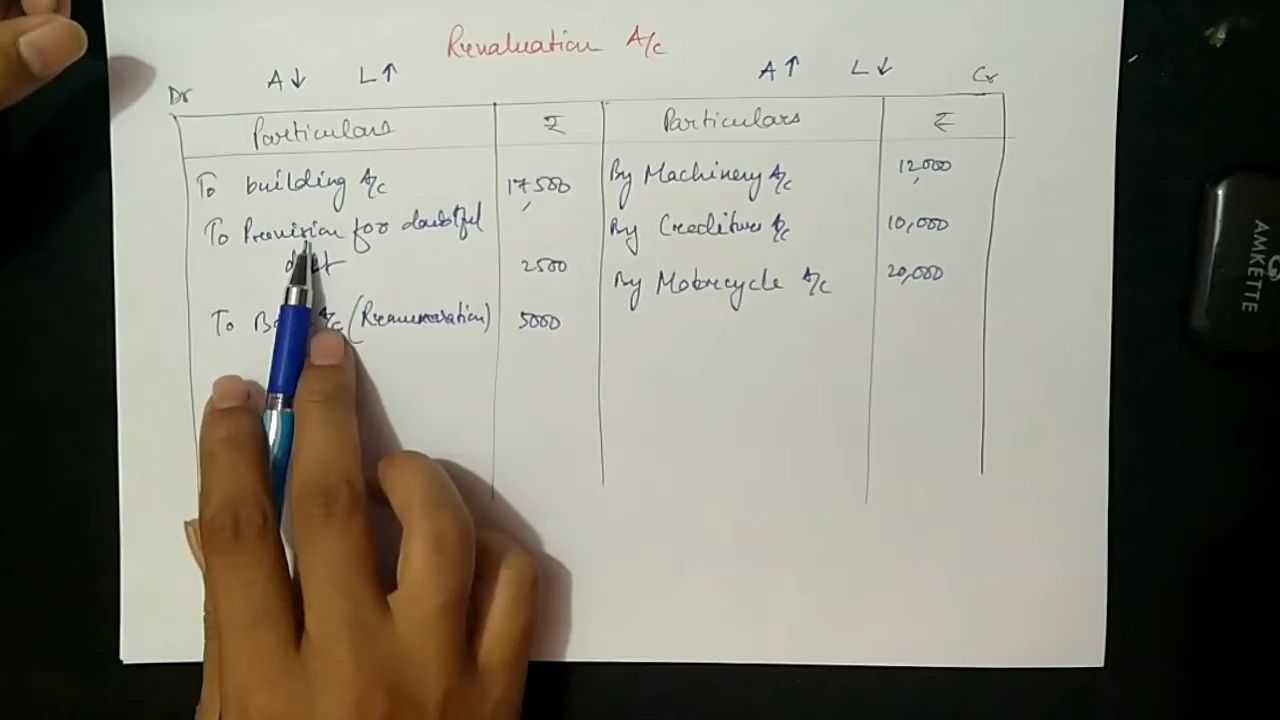 Revaluation A/c
Dr A↓ L↑ A↑ L↓ Cr
Particulars ₹ Particulars ₹
To building A/c 17,500 By Machinery A/c 12,000
To Provision for doubtful By Creditors A/c 10,000
2500 By Motorcycle A/c 20,000
To (Remuneration) 5000
AMKETTE